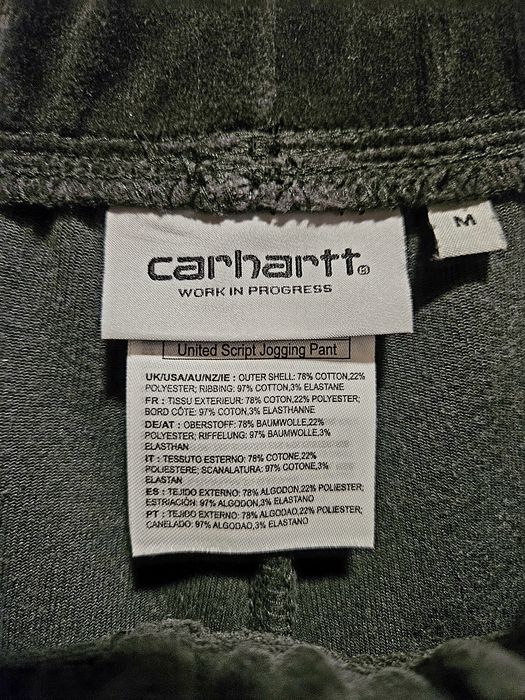 M
carhartt®
WORK IN PROGRESS
United Script Jogging Pant
UK/USA/AU/NZ/IE : OUTER SHELL: 78% COTTON,22%
POLYESTER; RIBBING: 97% COTTON,3% ELASTANE
FR : TISSU EXTERIEUR: 78% COTON,22% POLYESTER;
BORD CÔTE: 97% COTON,3% ELASTHANNE
DE/AT : OBERSTOFF: 78% BAUMWOLLE,22%
POLYESTER; RIFFELUNG: 97% BAUMWOLLE,3%
ELASTHAN
IT : TESSUTO ESTERNO: 78% COTONE,22%
POLIESTERE; SCANALATURA: 97% COTONE,3%
ELASTAN
ES : TEJIDO EXTERNO: 78% ALGODON,22% POLIESTER;
ESTRIACIÓN: 97% ALGODON,3% ELASTANO
PT : TEJIDO EXTERNO: 78% ALGODAO,22% POLIESTER;
CANELADO: 97% ALGODAO,3% ELASTANO